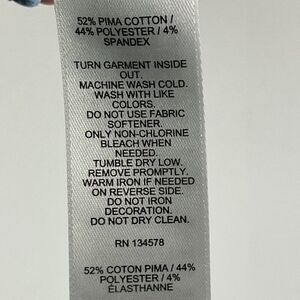 52% PIMA COTTON /
44% POLYESTER / 4%
SPANDEX
TURN GARMENT INSIDE
OUT.
MACHINE WASH COLD.
WASH WITH LIKE
COLORS.
DO NOT USE FABRIC
SOFTENER.
ONLY NON-CHLORINE
BLEACH WHEN
NEEDED.
TUMBLE DRY LOW.
REMOVE PROMPTLY.
WARM IRON IF NEEDED
ON REVERSE SIDE.
DO NOT IRON
DECORATION.
DO NOT DRY CLEAN.
RN 134578
52% COTON PIMA / 44%
POLYESTER / 4%
ÉLASTHANNE